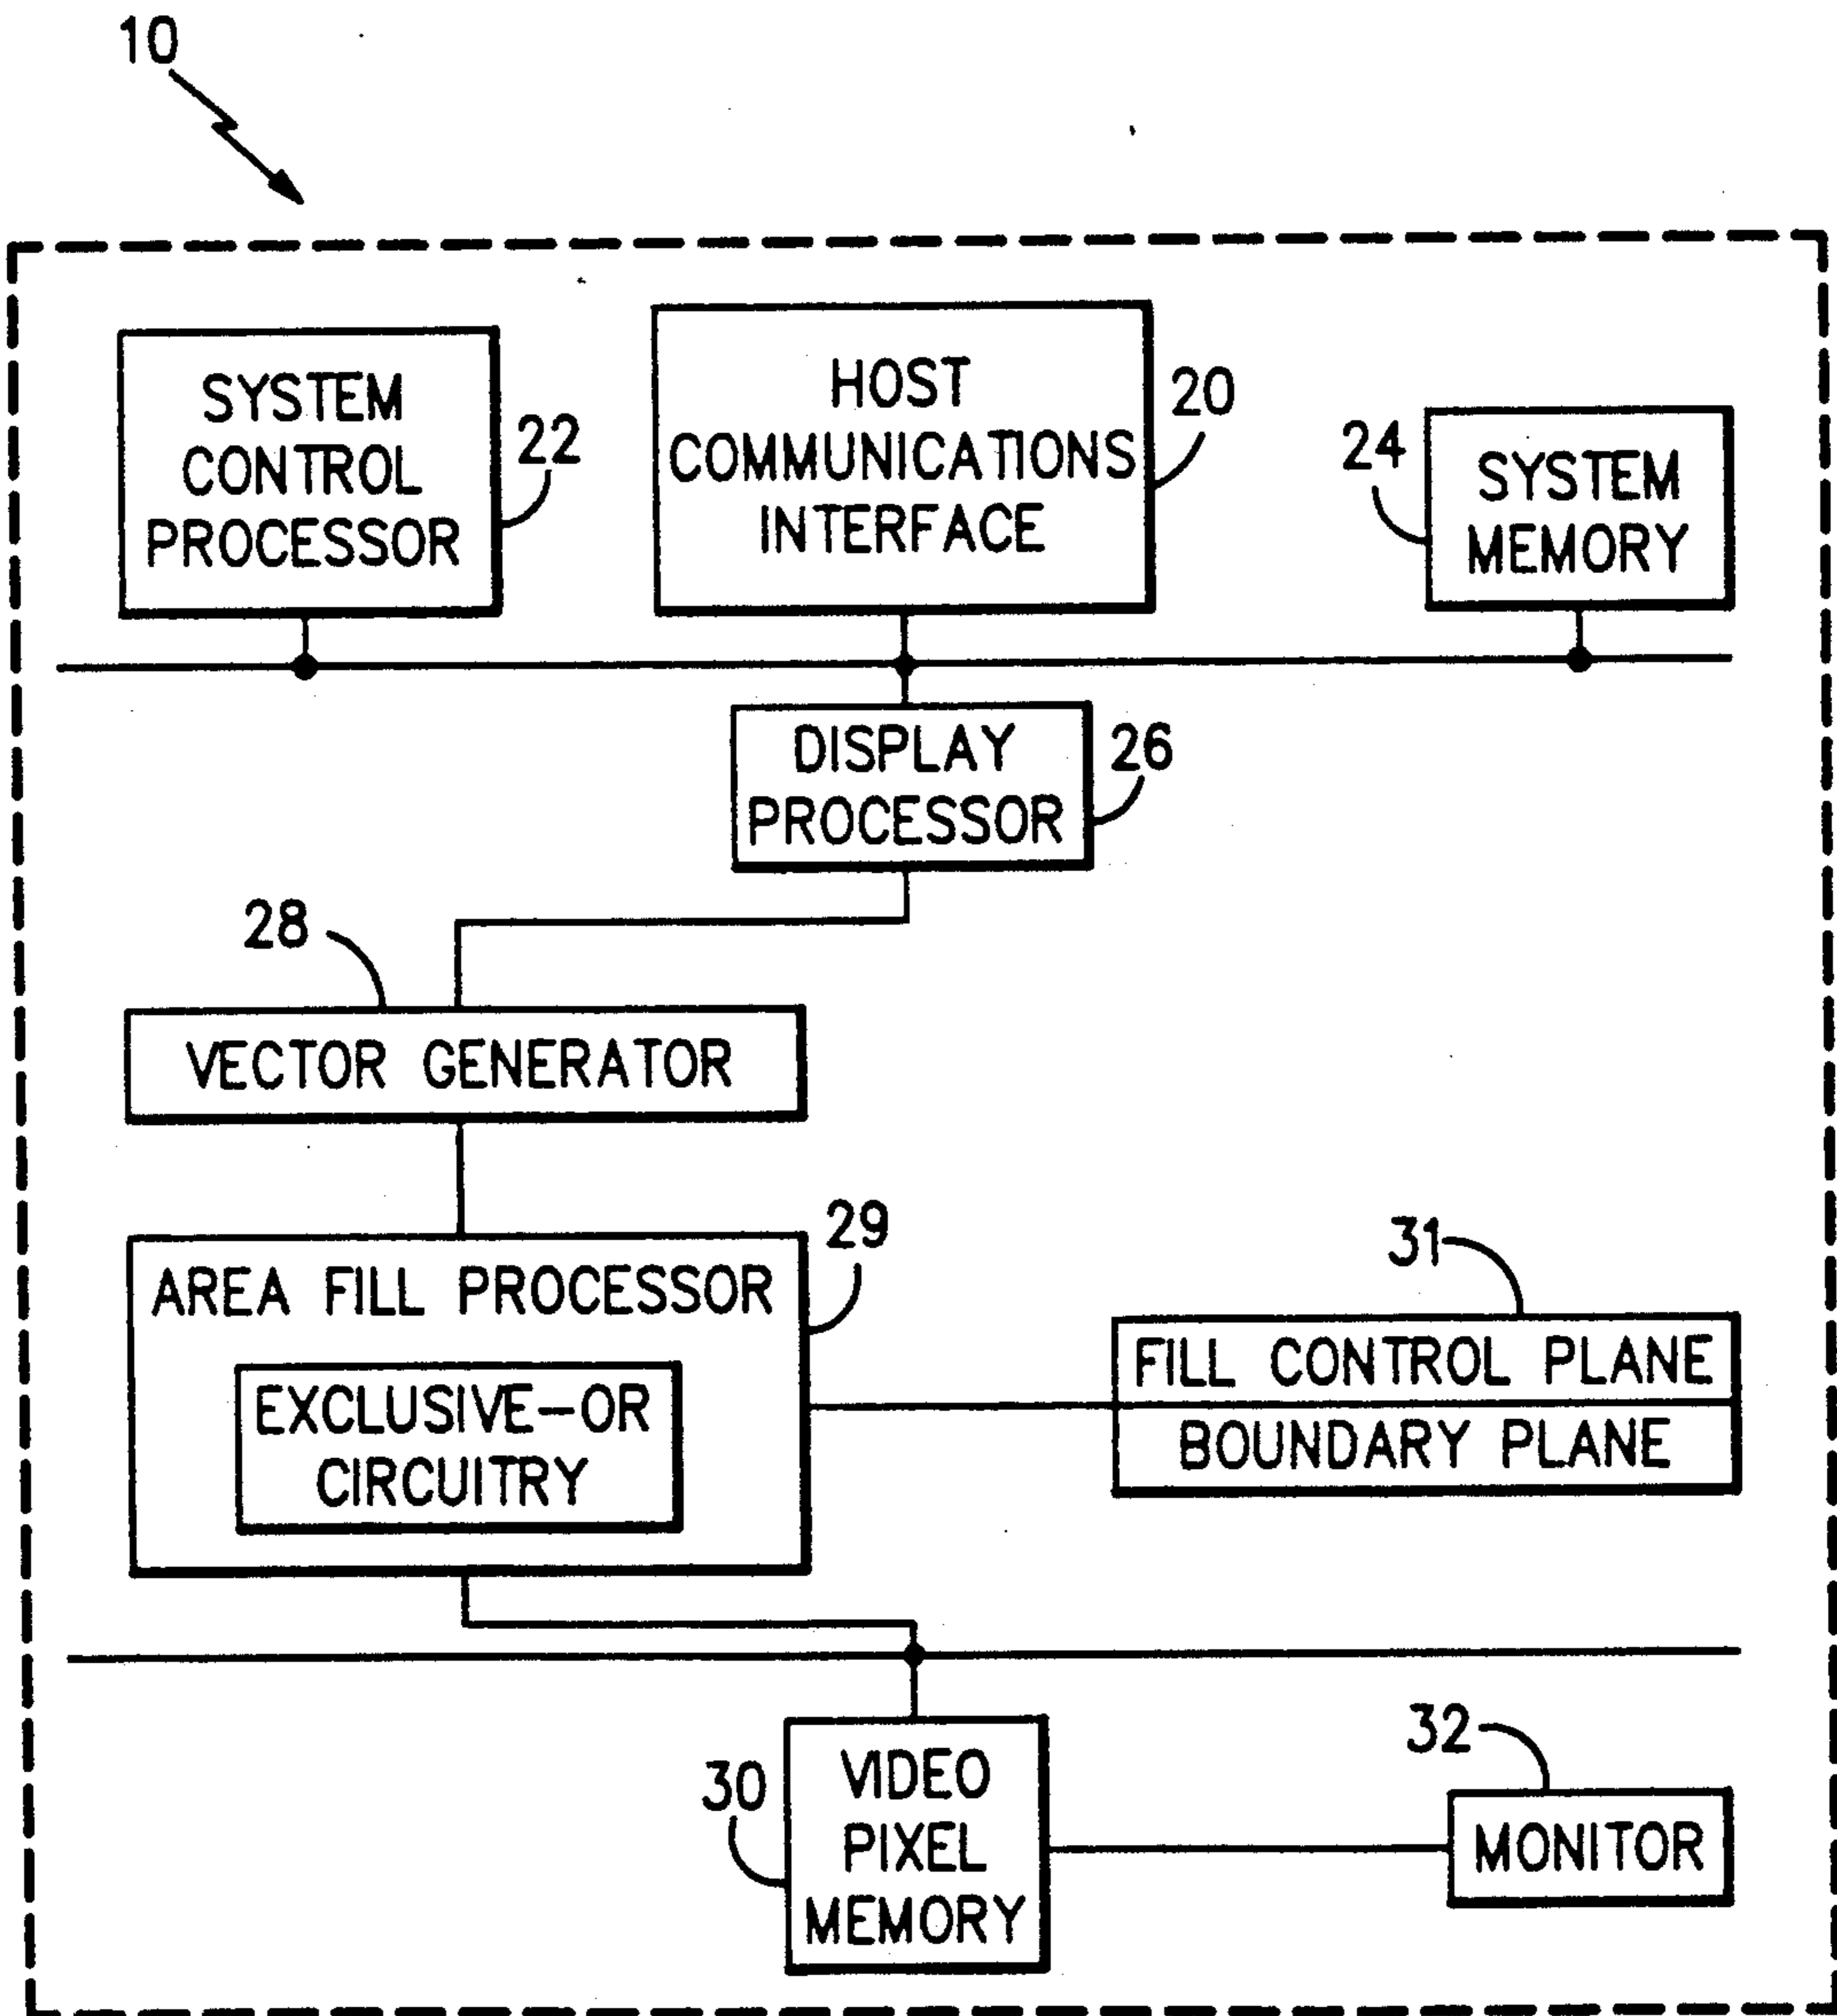 10
SYSTEM
CONTROL
PROCESSOR
22
HOST
COMMUNICATIONS
INTERFACE
20
24
SYSTEM
MEMORY
DISPLAY
PROCESSOR
26
28
VECTOR GENERATOR
29
AREA FILL PROCESSOR
EXCLUSIVE-OR
CIRCUITRY
31
FILL CONTROL PLANE
BOUNDARY PLANE
30
VIDEO
PIXEL
MEMORY
32
MONITOR